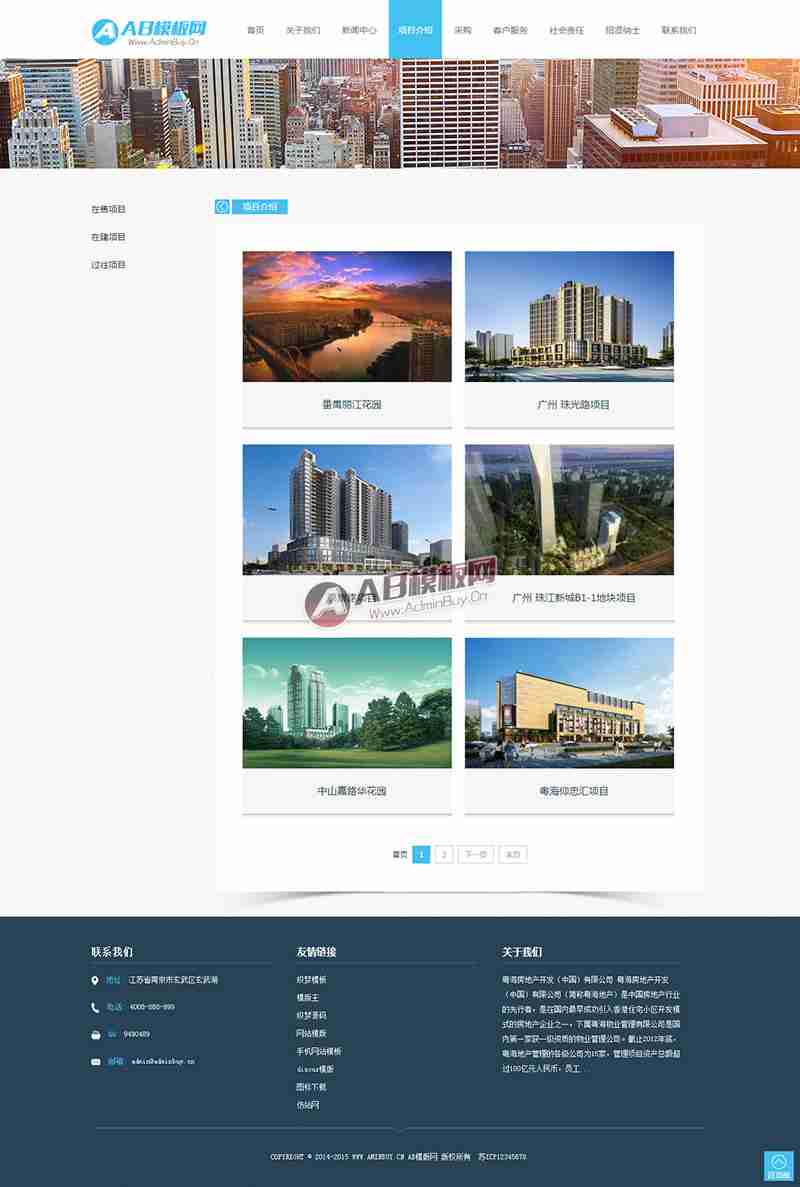 AB模板网
Www.AdminBuy.Cn
首页 关于我们 新闻中心 项目介绍 采购 客户服务 社会责任 招贤纳士 联系我们
在售项目
在建项目
过往项目
项目介绍
番禺丽江花园
广州 珠光路项目
AB模板网
Www.AdminBuy.Cn
广州 珠江新城B1-1地块项目
中山嘉路华花园
粤海仰忠汇项目
首页 1 2 下一页 末页
联系我们
地址: 江苏省南京市玄武区玄武湖
电话: 4008-888-999
9490489
邮箱: admin@adminbuy.cn
友情链接
织梦模板
模版王
织梦源码
网站模版
手机网站模板
discuz模版
图标下载
仿站网
关于我们
粤海房地产开发（中国）有限公司 粤海房地产开发
（中国）有限公司（简称粤海地产）是中国房地产行业
的先行者，是在国内最早成功引入香港住宅小区开发模
式的房地产企业之一，下属粤海物业管理有限公司是国
内第一家获一级资质的物业管理公司。截止2012年底，
粤海地产管理的各级公司为15家，管理项目资产总额超
过100亿元人民币，员工...
COPYRIGHT © 2014-2015 WWW.AMINBUY.CN AB模版网 版权所有 苏ICP12345678
回顶部